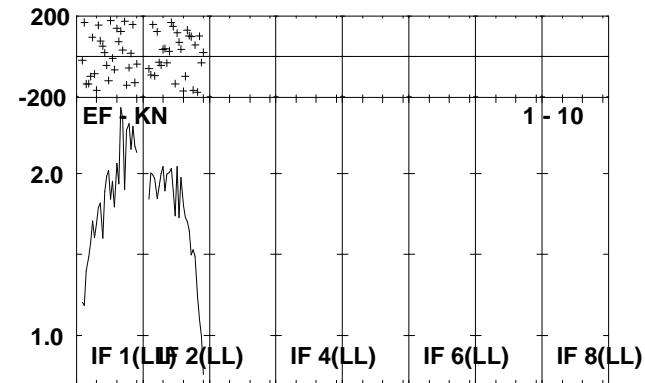 200
-200
EF - KN 1 - 10
2.0
1.0
IF 1(LL) IF 2(LL) IF 4(LL) IF 6(LL) IF 8(LL)